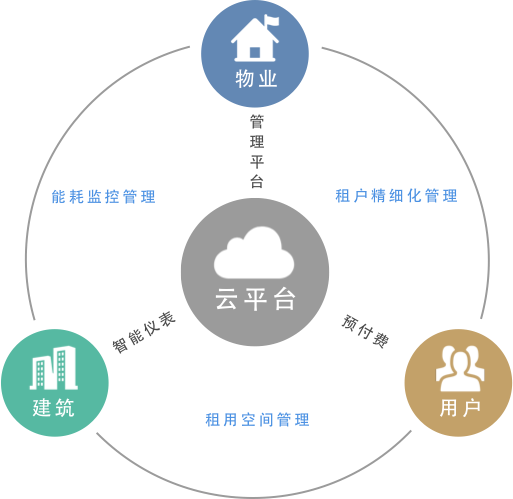 物业
管理平台
能耗监控管理
租户精细化管理
云平台
智能仪表
预付费
建筑
用户
租用空间管理